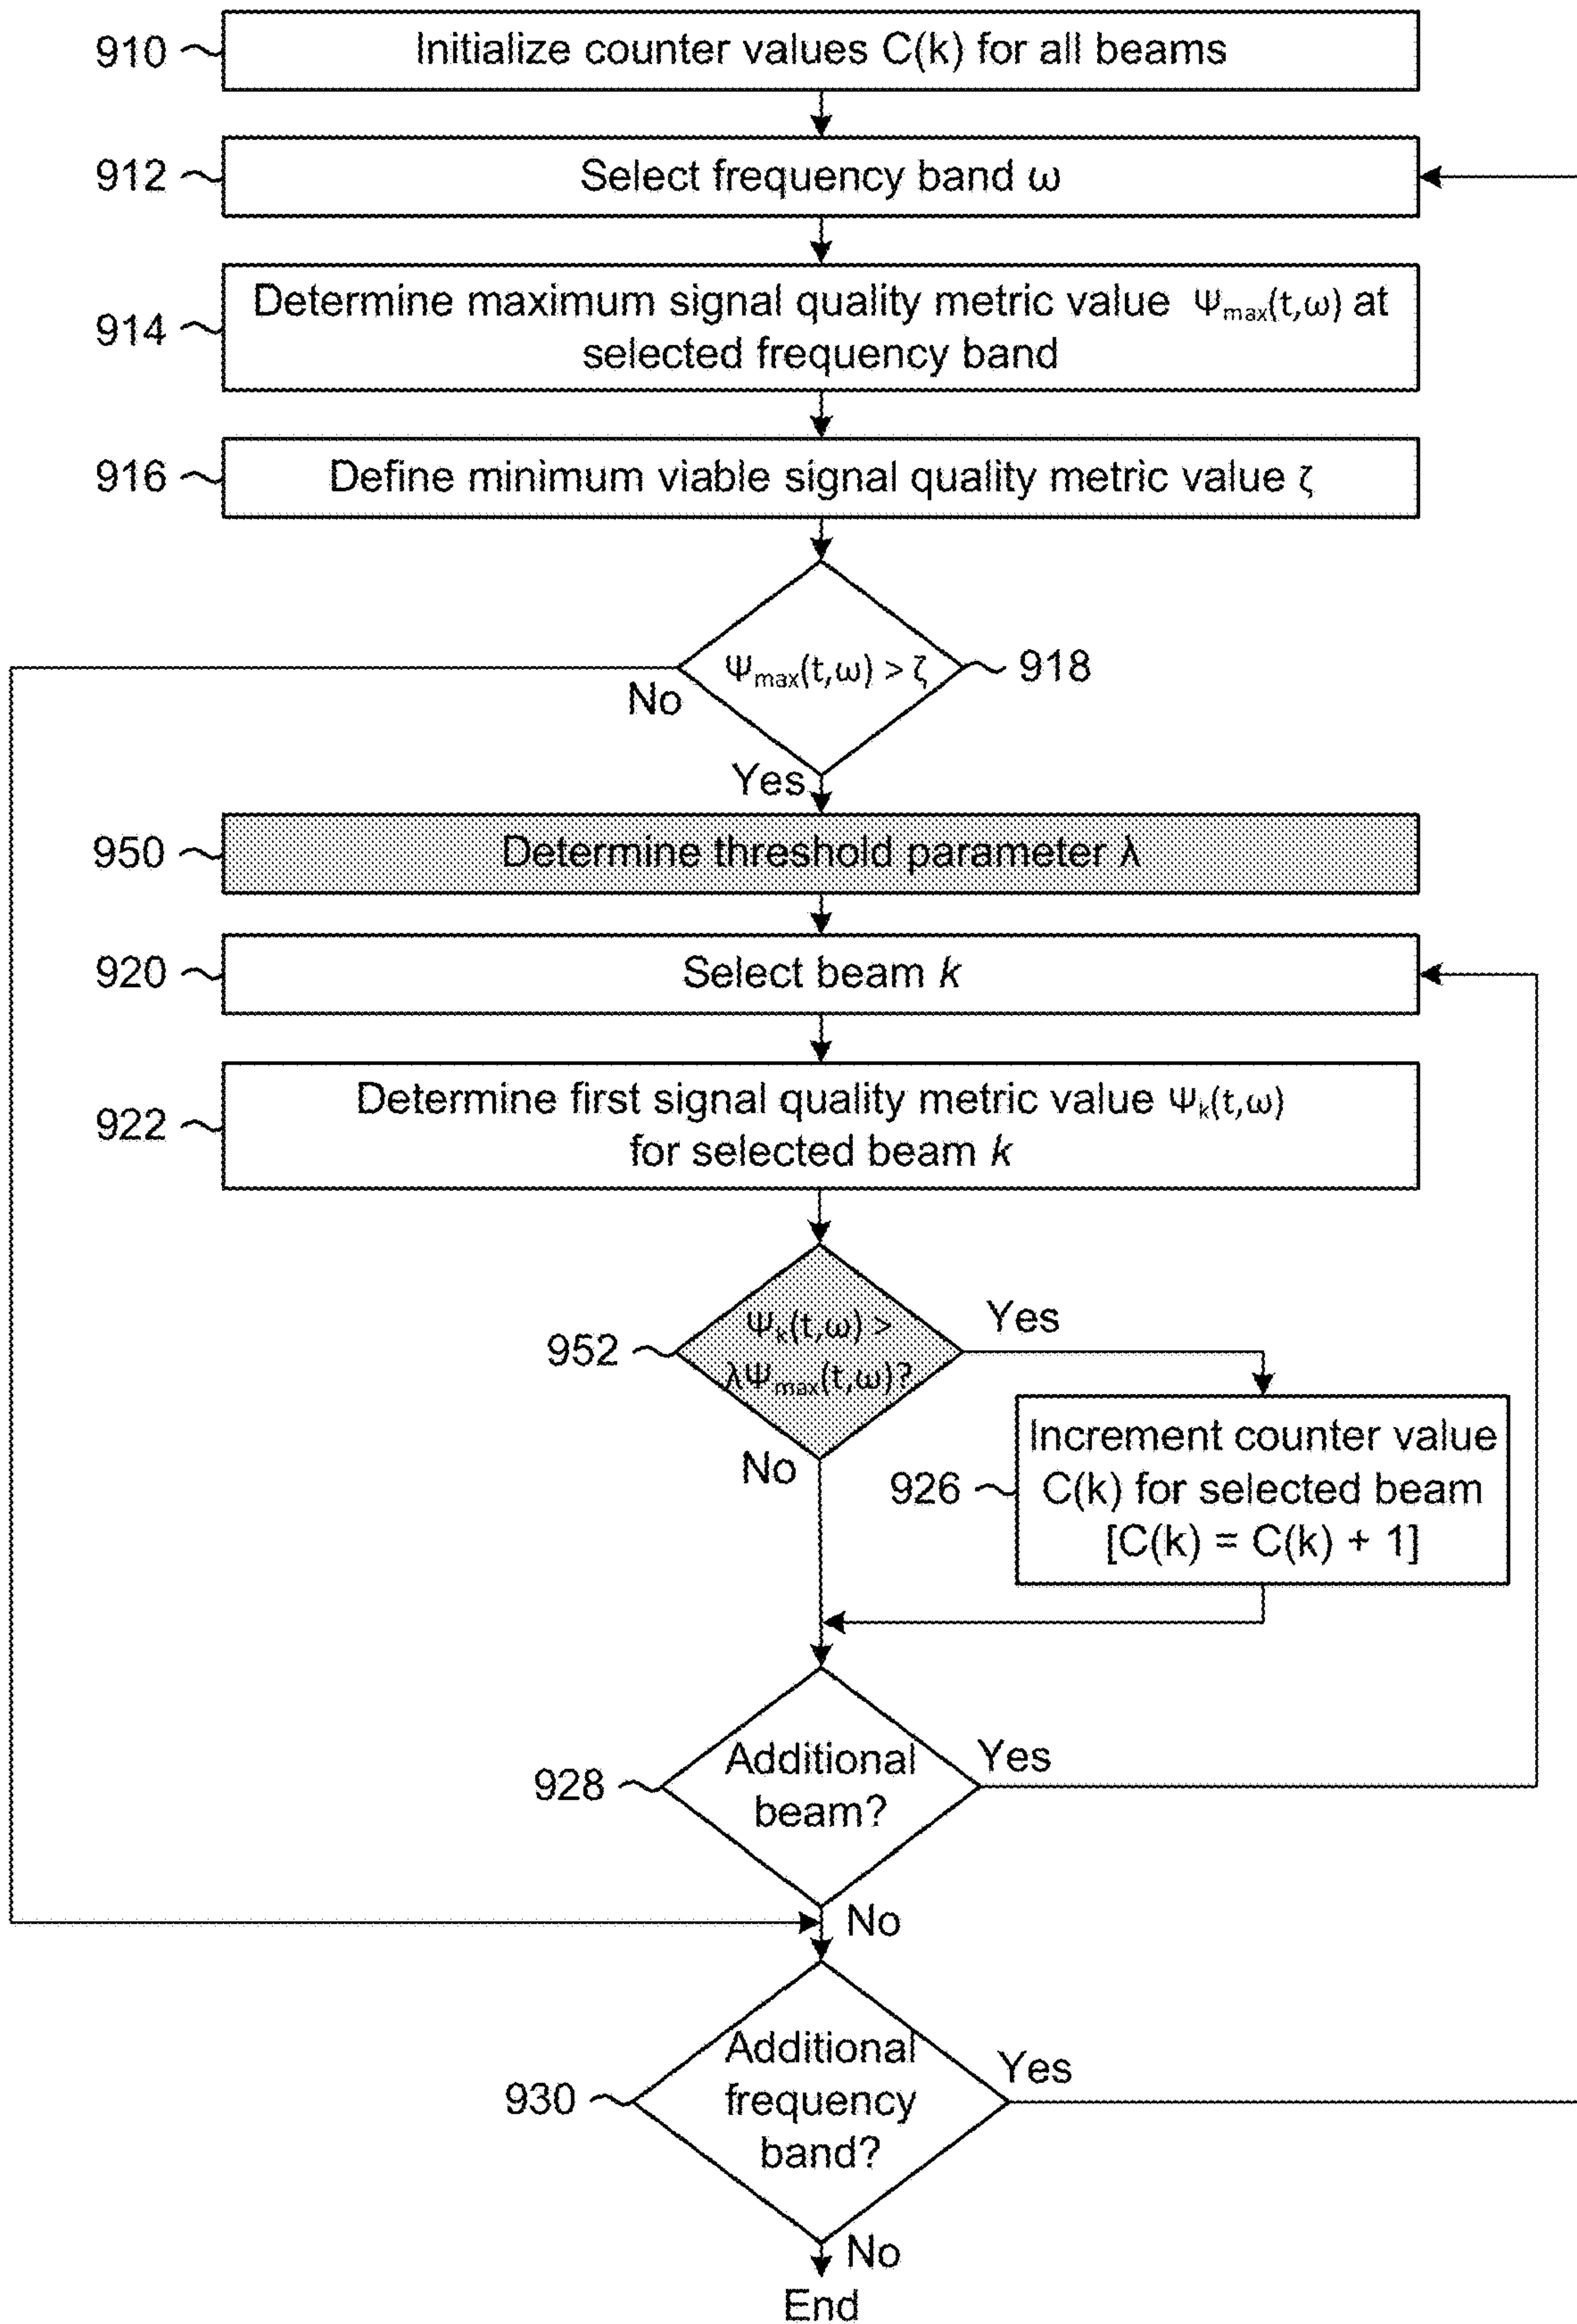 910
Initialize counter values C(k) for all beams
912
Select frequency band ω
914
Determine maximum signal quality metric value Ψmax(t,ω) at
selected frequency band
916
Define minimum viable signal quality metric value ζ
Ψmax(t,ω) > ζ
918
No
Yes
950
Determine threshold parameter λ
920
Select beam k
922
Determine first signal quality metric value Ψk(t,ω)
for selected beam k
952
Ψk(t,ω) >
λΨmax(t,ω)?
Yes
No
926
Increment counter value
C(k) for selected beam
[C(k) = C(k) + 1]
928
Additional
beam?
Yes
No
930
Additional
frequency
band?
Yes
No
End